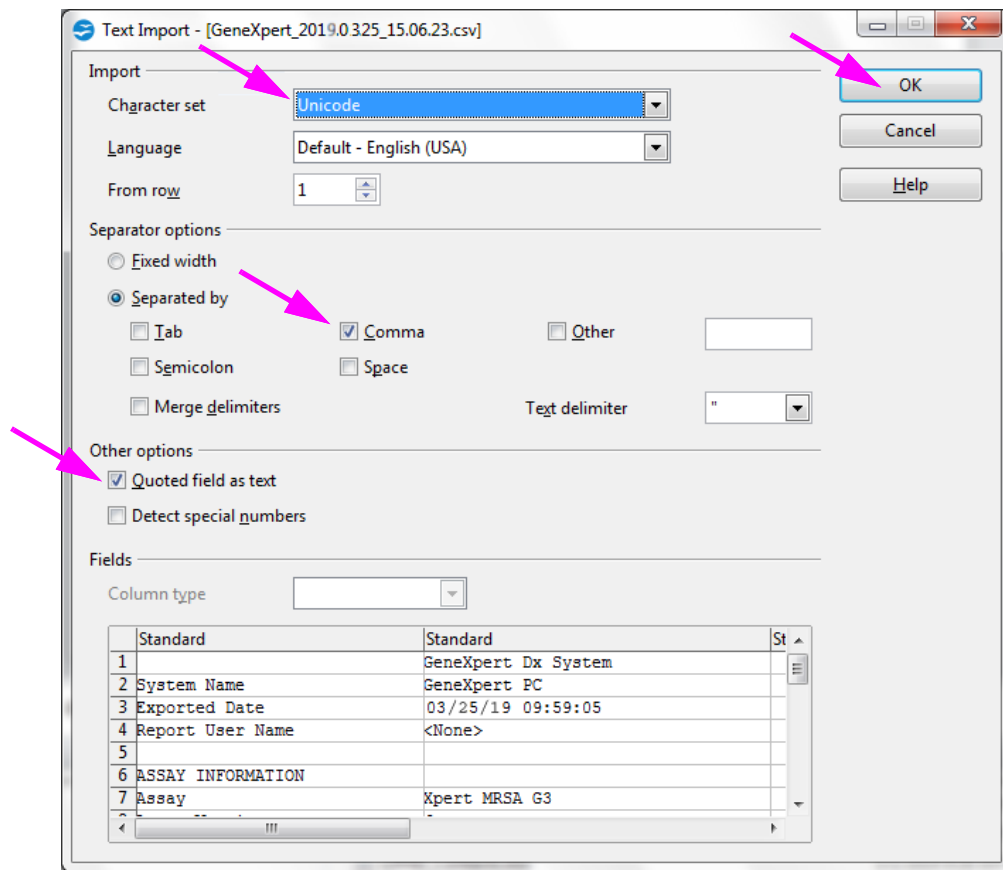 Text Import - [GeneXpert_2019.0325_15.06.23.csv]
Import
OK
Character set
Unicode
Cancel
Language
Default - English (USA)
From row
1
Help
Separator options
Fixed width
Separated by
Tab
Comma
Other
Semicolon
Space
Merge delimiters
Text delimiter
"
Other options
Quoted field as text
Detect special numbers
Fields
Column type
Standard Standard St
1 GeneXpert Dx System
2 System Name GeneXpert PC
3 Exported Date 03/25/19 09:59:05
4 Report User Name <None>
5
6 ASSAY INFORMATION
7 Assay Xpert MRSA G3